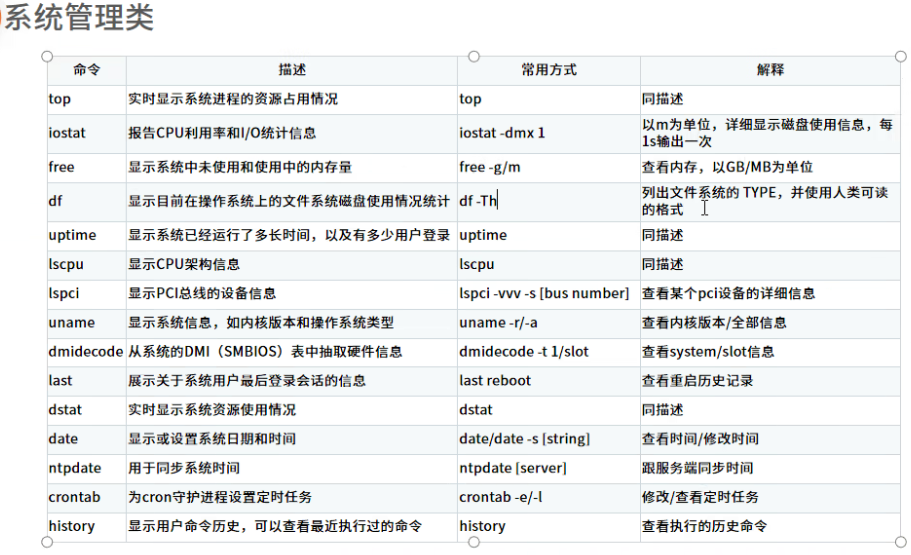 系统管理类
命令 描述 常用方式 解释
top 实时显示系统进程的资源占用情况 top 同描述
iostat 报告CPU利用率和I/O统计信息 iostat -dmx 1 以m为单位，详细显示磁盘使用信息，每
1s输出一次
free 显示系统中未使用和使用中的内存量 free -g/m 查看内存，以GB/MB为单位
df 显示目前在操作系统上的文件系统磁盘使用情况统计 df -Th 列出文件系统的 TYPE，并使用人类可读
的格式
uptime 显示系统已经运行了多长时间，以及有多少用户登录 uptime 同描述
lscpu 显示CPU架构信息 lscpu 同描述
lspci 显示PCI总线的设备信息 lspci -vvv -s [bus number] 查看某个pci设备的详细信息
uname 显示系统信息，如内核版本和操作系统类型 uname -r/-a 查看内核版本/全部信息
dmidecode 从系统的DMI（SMBIOS）表中抽取硬件信息 dmidecode -t 1/slot 查看system/slot信息
last 展示关于系统用户最后登录会话的信息 last reboot 查看重启历史记录
dstat 实时显示系统资源使用情况 dstat 同描述
date 显示或设置系统日期和时间 date/date -s [string] 查看时间/修改时间
ntpdate 用于同步系统时间 ntpdate [server] 跟服务端同步时间
crontab 为cron守护进程设置定时任务 crontab -e/-l 修改/查看定时任务
history 显示用户命令历史，可以查看最近执行过的命令 history 查看执行的历史命令